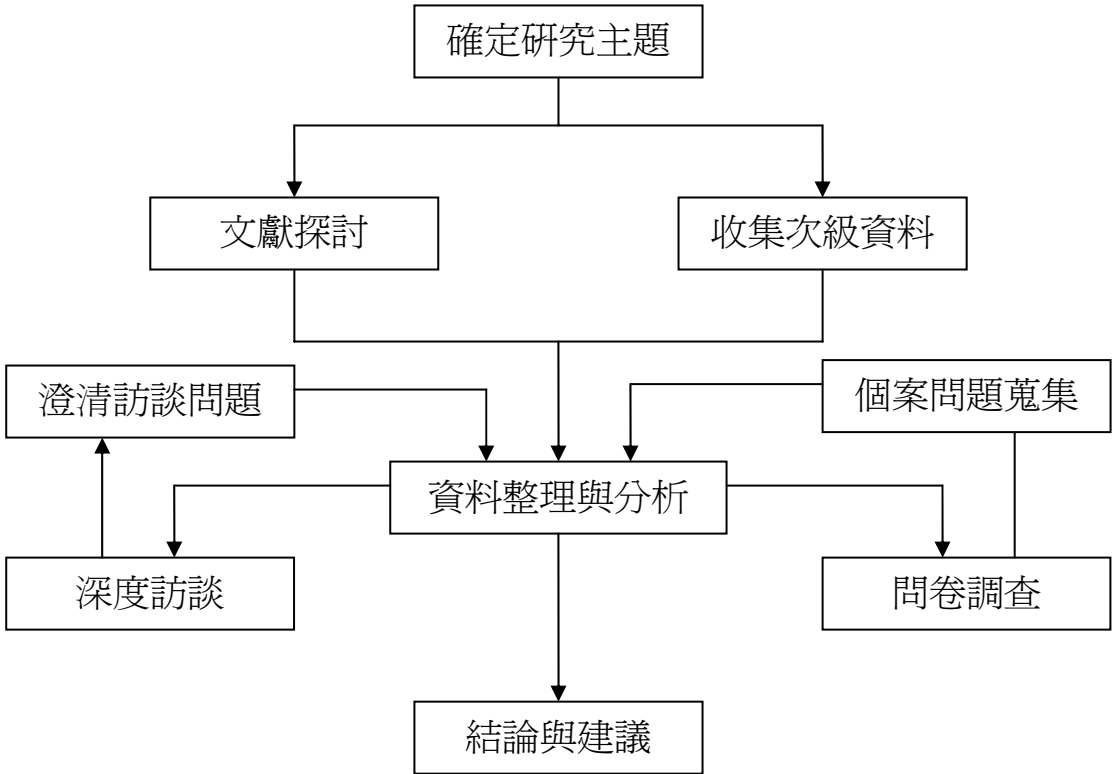 確定研究主題
文獻探討
收集次級資料
澄清訪談問題
個案問題蒐集
資料整理與分析
深度訪談
問卷調查
結論與建議